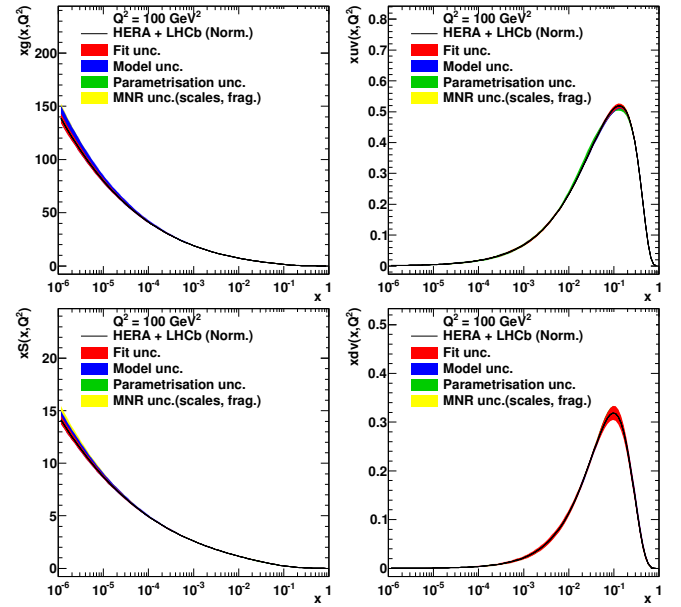 xg(x,Q²)
Q² = 100 GeV²
HERA + LHCb (Norm.)
Fit unc.
Model unc.
Parametrisation unc.
MNR unc.(scales, frag.)
200
150
100
50
0
10⁻⁶ 10⁻⁵ 10⁻⁴ 10⁻³ 10⁻² 10⁻¹ 1
x
xuv(x,Q²)
Q² = 100 GeV²
HERA + LHCb (Norm.)
Fit unc.
Model unc.
Parametrisation unc.
MNR unc.(scales, frag.)
0.8
0.6
0.4
0.2
0
10⁻⁶ 10⁻⁵ 10⁻⁴ 10⁻³ 10⁻² 10⁻¹ 1
x
xS(x,Q²)
Q² = 100 GeV²
HERA + LHCb (Norm.)
Fit unc.
Model unc.
Parametrisation unc.
MNR unc.(scales, frag.)
20
15
10
5
0
10⁻⁶ 10⁻⁵ 10⁻⁴ 10⁻³ 10⁻² 10⁻¹ 1
x
xdv(x,Q²)
Q² = 100 GeV²
HERA + LHCb (Norm.)
Fit unc.
Model unc.
Parametrisation unc.
MNR unc.(scales, frag.)
0.5
0.4
0.3
0.2
0.1
0
10⁻⁶ 10⁻⁵ 10⁻⁴ 10⁻³ 10⁻² 10⁻¹ 1
x